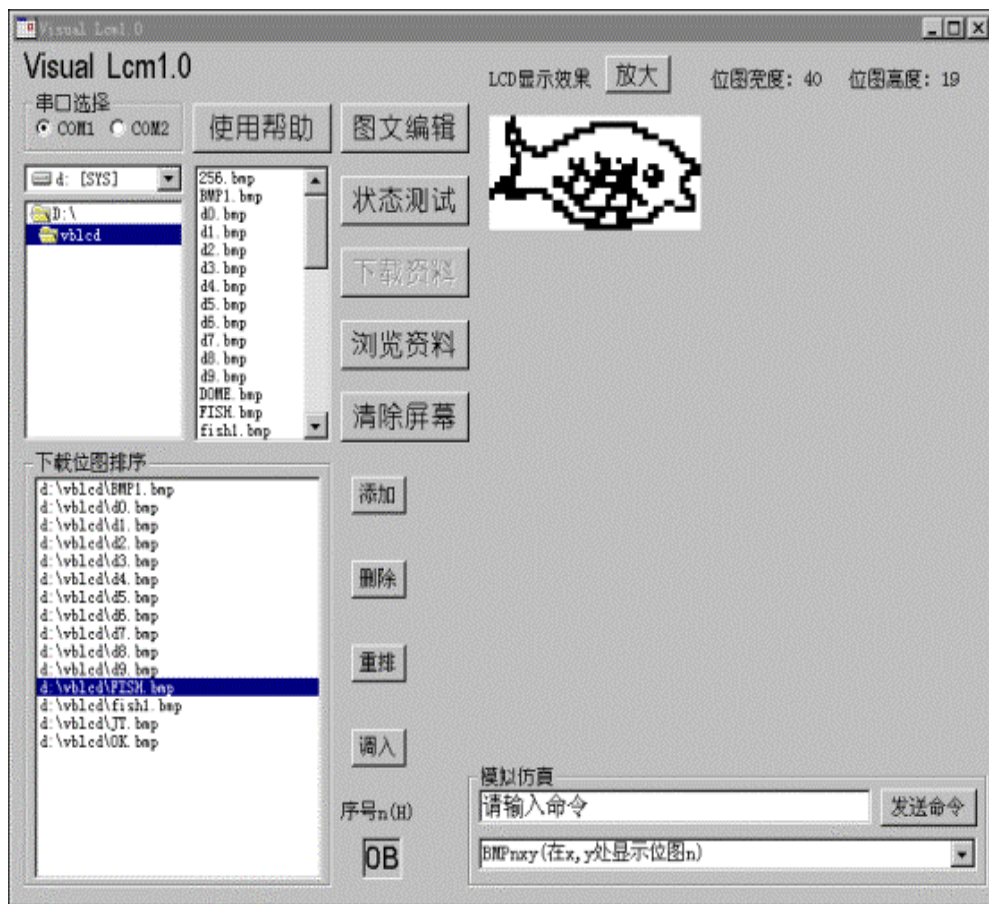 Visual Lcm1.0
Visual Lcm1.0
LCD显示效果 放大 位图宽度: 40 位图高度: 19
串口选择
COM1 COM2
使用帮助
图文编辑
d: [SYS]
D:\
vblcd
256.bmp
BMP1.bmp
d0.bmp
d1.bmp
d2.bmp
d3.bmp
d4.bmp
d5.bmp
d6.bmp
d7.bmp
d8.bmp
d9.bmp
DOME.bmp
FISH.bmp
fish1.bmp
状态测试
下载资料
浏览资料
清除屏幕
下载位图排序
d:\vblcd\BMP1.bmp
d:\vblcd\d0.bmp
d:\vblcd\d1.bmp
d:\vblcd\d2.bmp
d:\vblcd\d3.bmp
d:\vblcd\d4.bmp
d:\vblcd\d5.bmp
d:\vblcd\d6.bmp
d:\vblcd\d7.bmp
d:\vblcd\d8.bmp
d:\vblcd\d9.bmp
d:\vblcd\FISH.bmp
d:\vblcd\fish1.bmp
d:\vblcd\JT.bmp
d:\vblcd\OK.bmp
添加
删除
重排
调入
序号n(H)
0B
模拟仿真
请输入命令
发送命令
BMPnxy(在x,y处显示位图n)